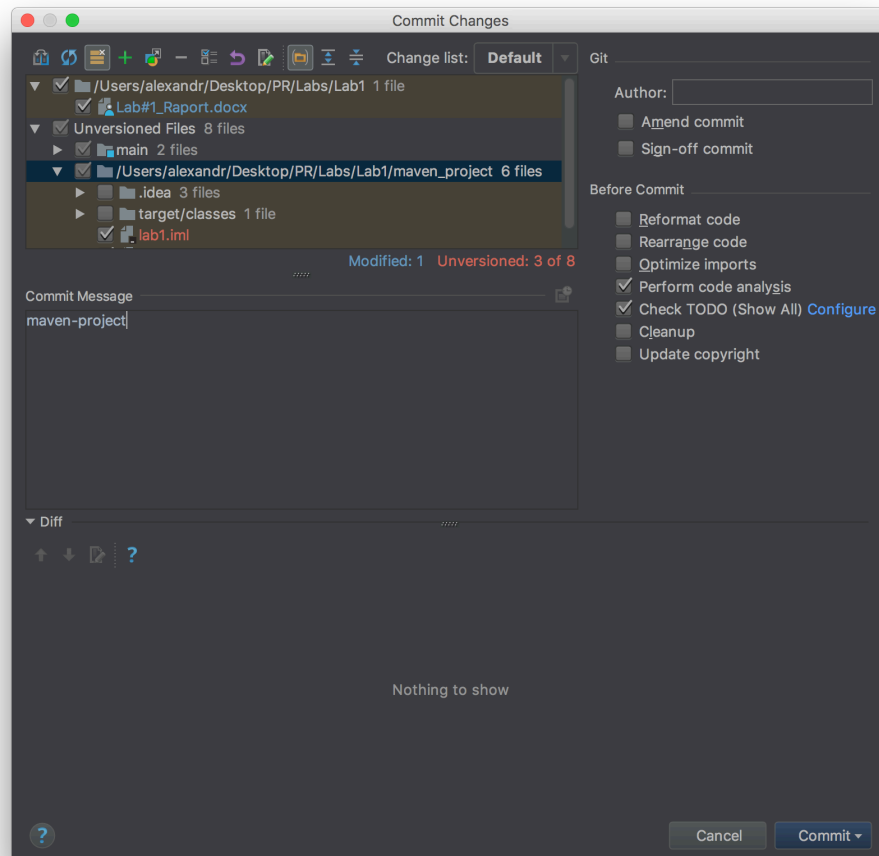 Commit Changes
Change list: Default
/Users/alexandr/Desktop/PR/Labs/Lab1 1 file
Lab#1_Raport.docx
Unversioned Files 8 files
main 2 files
/Users/alexandr/Desktop/PR/Labs/Lab1/maven_project 6 files
.idea 3 files
target/classes 1 file
lab1.iml
Modified: 1 Unversioned: 3 of 8
Commit Message
maven-project
Git
Author:
Amend commit
Sign-off commit
Before Commit
Reformat code
Rearrange code
Optimize imports
Perform code analysis
Check TODO (Show All) Configure
Cleanup
Update copyright
Diff
?
Nothing to show
?
Cancel
Commit